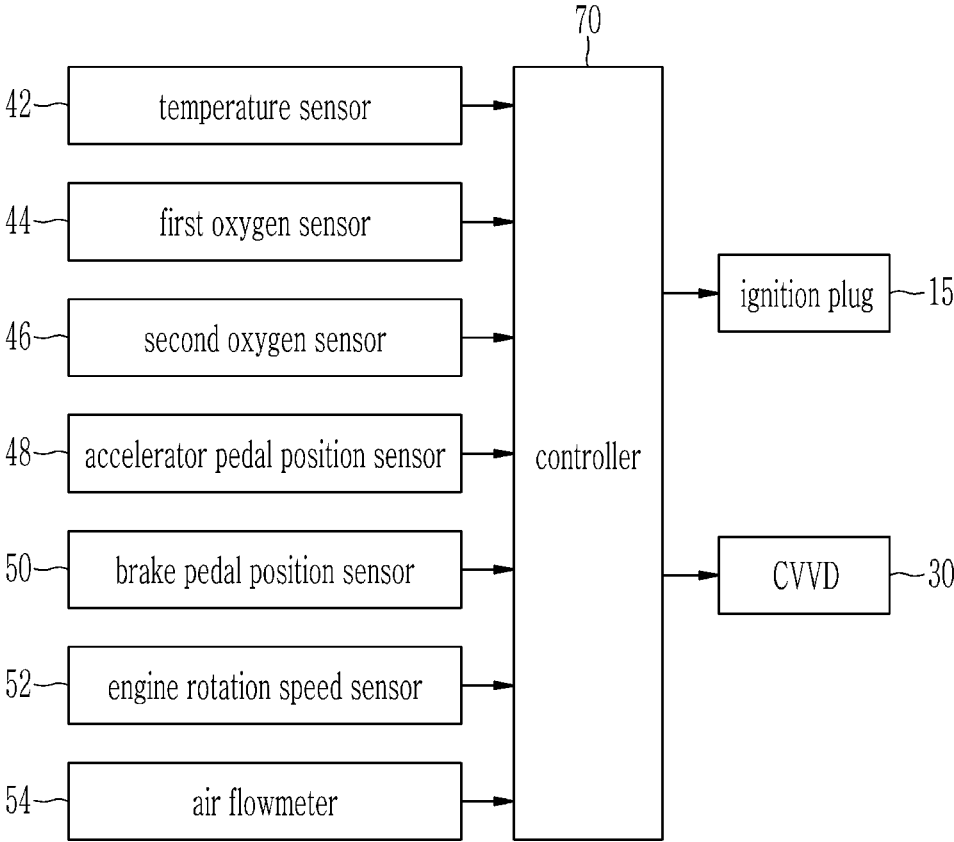 70
42 temperature sensor
44 first oxygen sensor
ignition plug 15
46 second oxygen sensor
48 accelerator pedal position sensor
controller
50 brake pedal position sensor
CVVD 30
52 engine rotation speed sensor
54 air flowmeter